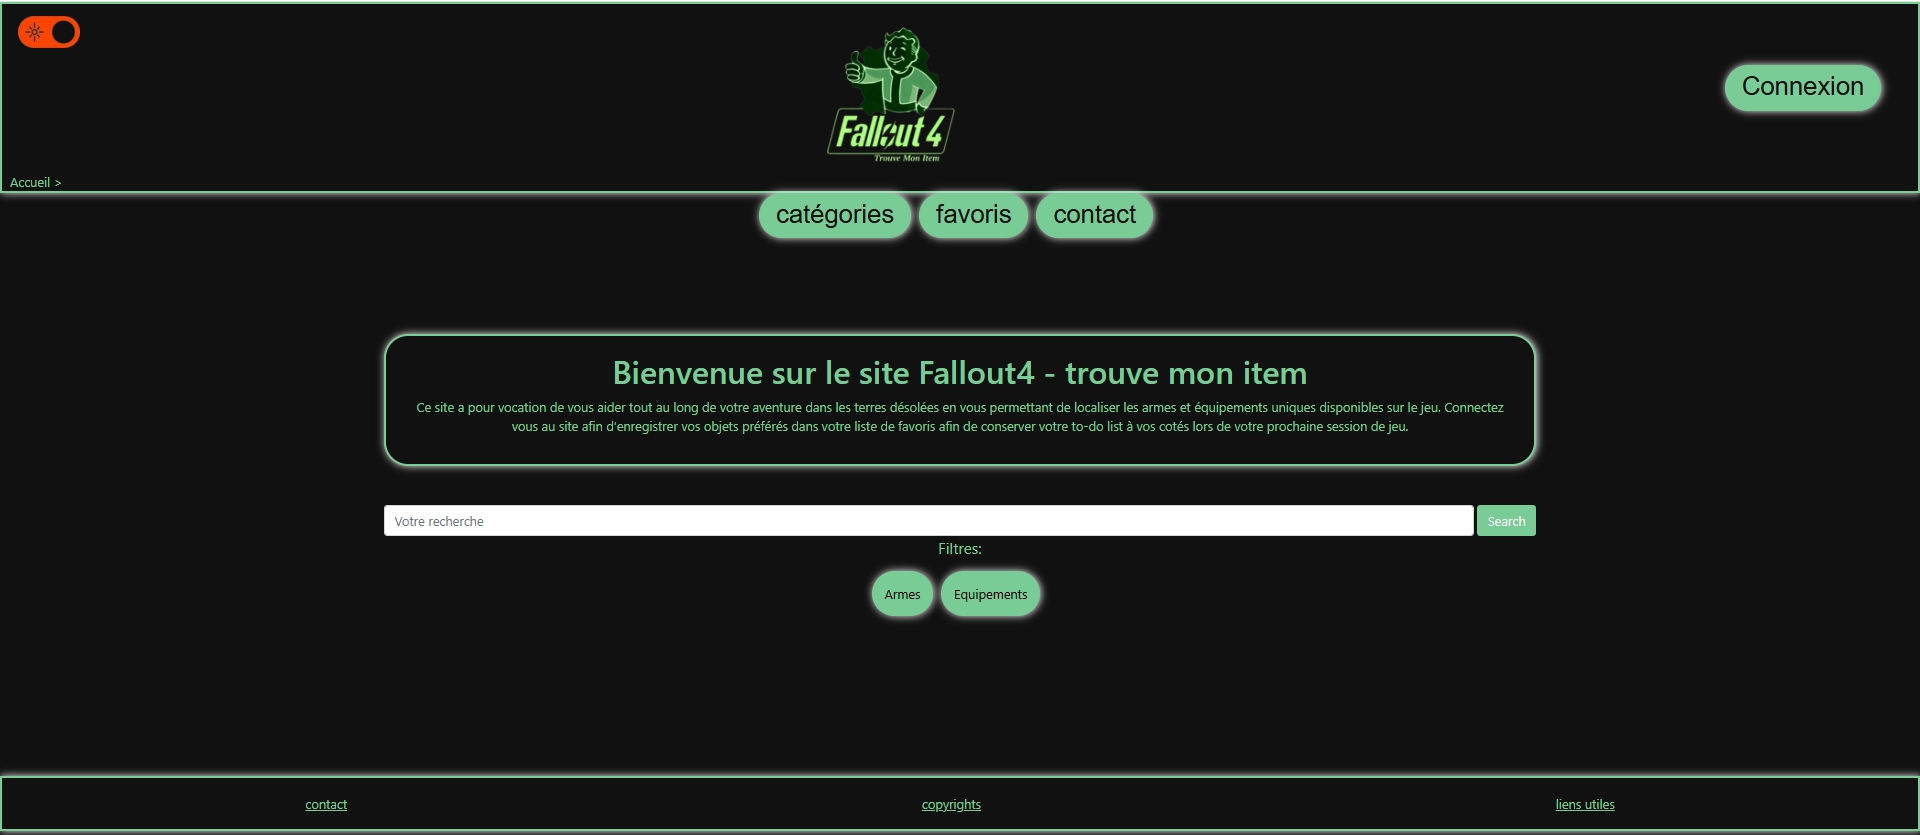 Connexion
Fallout 4
Trouve Mon Item
Accueil >
catégories favoris contact
Bienvenue sur le site Fallout4 - trouve mon item
Ce site a pour vocation de vous aider tout au long de votre aventure dans les terres désolées en vous permettant de localiser les armes et équipements uniques disponibles sur le jeu. Connectez
vous au site afin d'enregistrer vos objets préférés dans votre liste de favoris afin de conserver votre to-do list à vos cotés lors de votre prochaine session de jeu.
Votre recherche Search
Filtres:
Armes Equipements
contact copyrights liens utiles